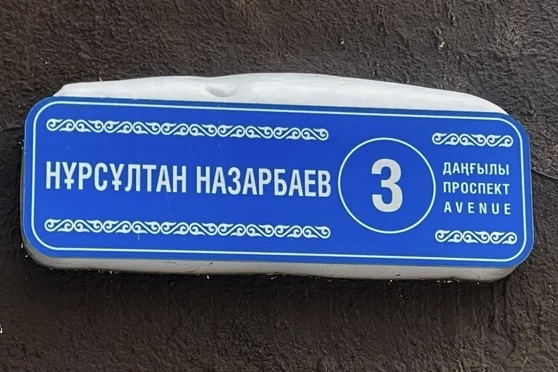 НҰРСҰЛТАН НАЗАРБАЕВ
3
ДАҢҒЫЛЫ
ПРОСПЕКТ
AVENUE